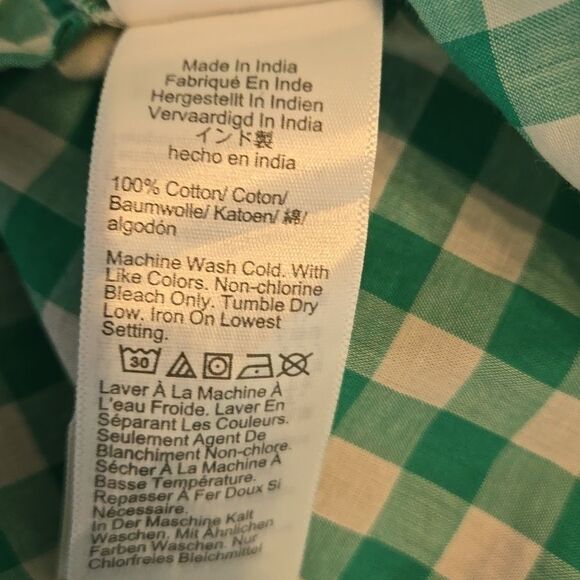 Made In India
Fabriqué En Inde
Hergestellt In Indien
Vervaardigd In India
インド製
hecho en india
100% Cotton/ Coton/
Baumwolle/ Katoen/ 綿/
algodón
Machine Wash Cold. With
Like Colors. Non-chlorine
Bleach Only. Tumble Dry
Low. Iron On Lowest
Setting.
30
Laver À La Machine À
L'eau Froide. Laver En
Séparant Les Couleurs.
Seulement Agent De
Blanchiment Non-chlore.
Sécher À La Machine À
Basse Température.
Repasser À Fer Doux Si
Nécessaire.
In Der Maschine Kalt
Waschen. Mit Ähnlichen
Farben Waschen. Nur
Chlorfreies Bleichmittel